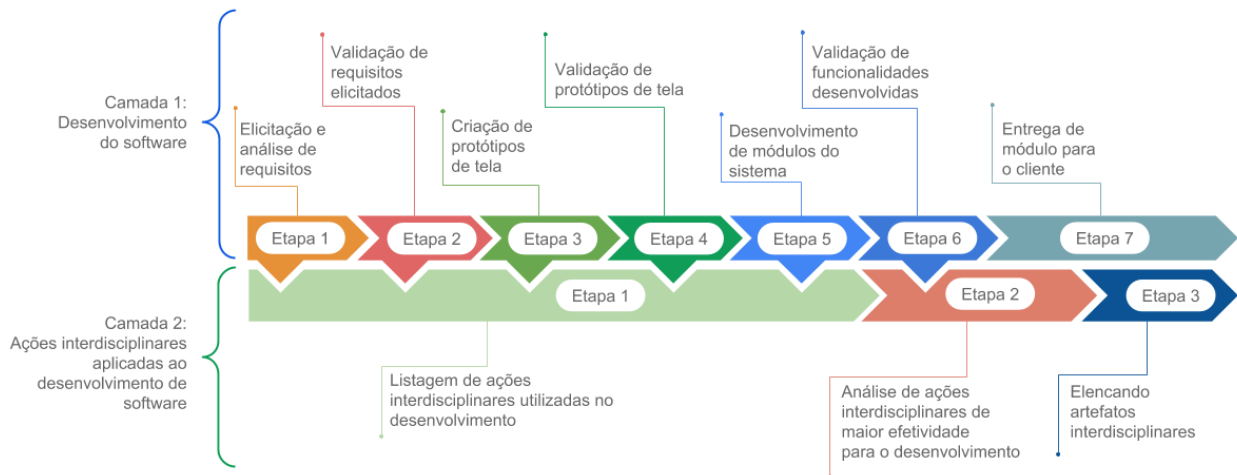 Camada 1:
Desenvolvimento
do software
Elicitação e
análise de
requisitos
Validação de
requisitos
elicitados
Criação de
protótipos
de tela
Validação de
protótipos de tela
Desenvolvimento
de módulos do
sistema
Validação de
funcionalidades
desenvolvidas
Entrega de
módulo para
o cliente
Etapa 1
Etapa 2
Etapa 3
Etapa 4
Etapa 5
Etapa 6
Etapa 7
Camada 2:
Ações interdisciplinares
aplicadas ao
desenvolvimento de
software
Etapa 1
Etapa 2
Etapa 3
Listagem de ações
interdisciplinares utilizadas no
desenvolvimento
Análise de ações
interdisciplinares de
maior efetividade
para o desenvolvimento
Elencando
artefatos
interdisciplinares